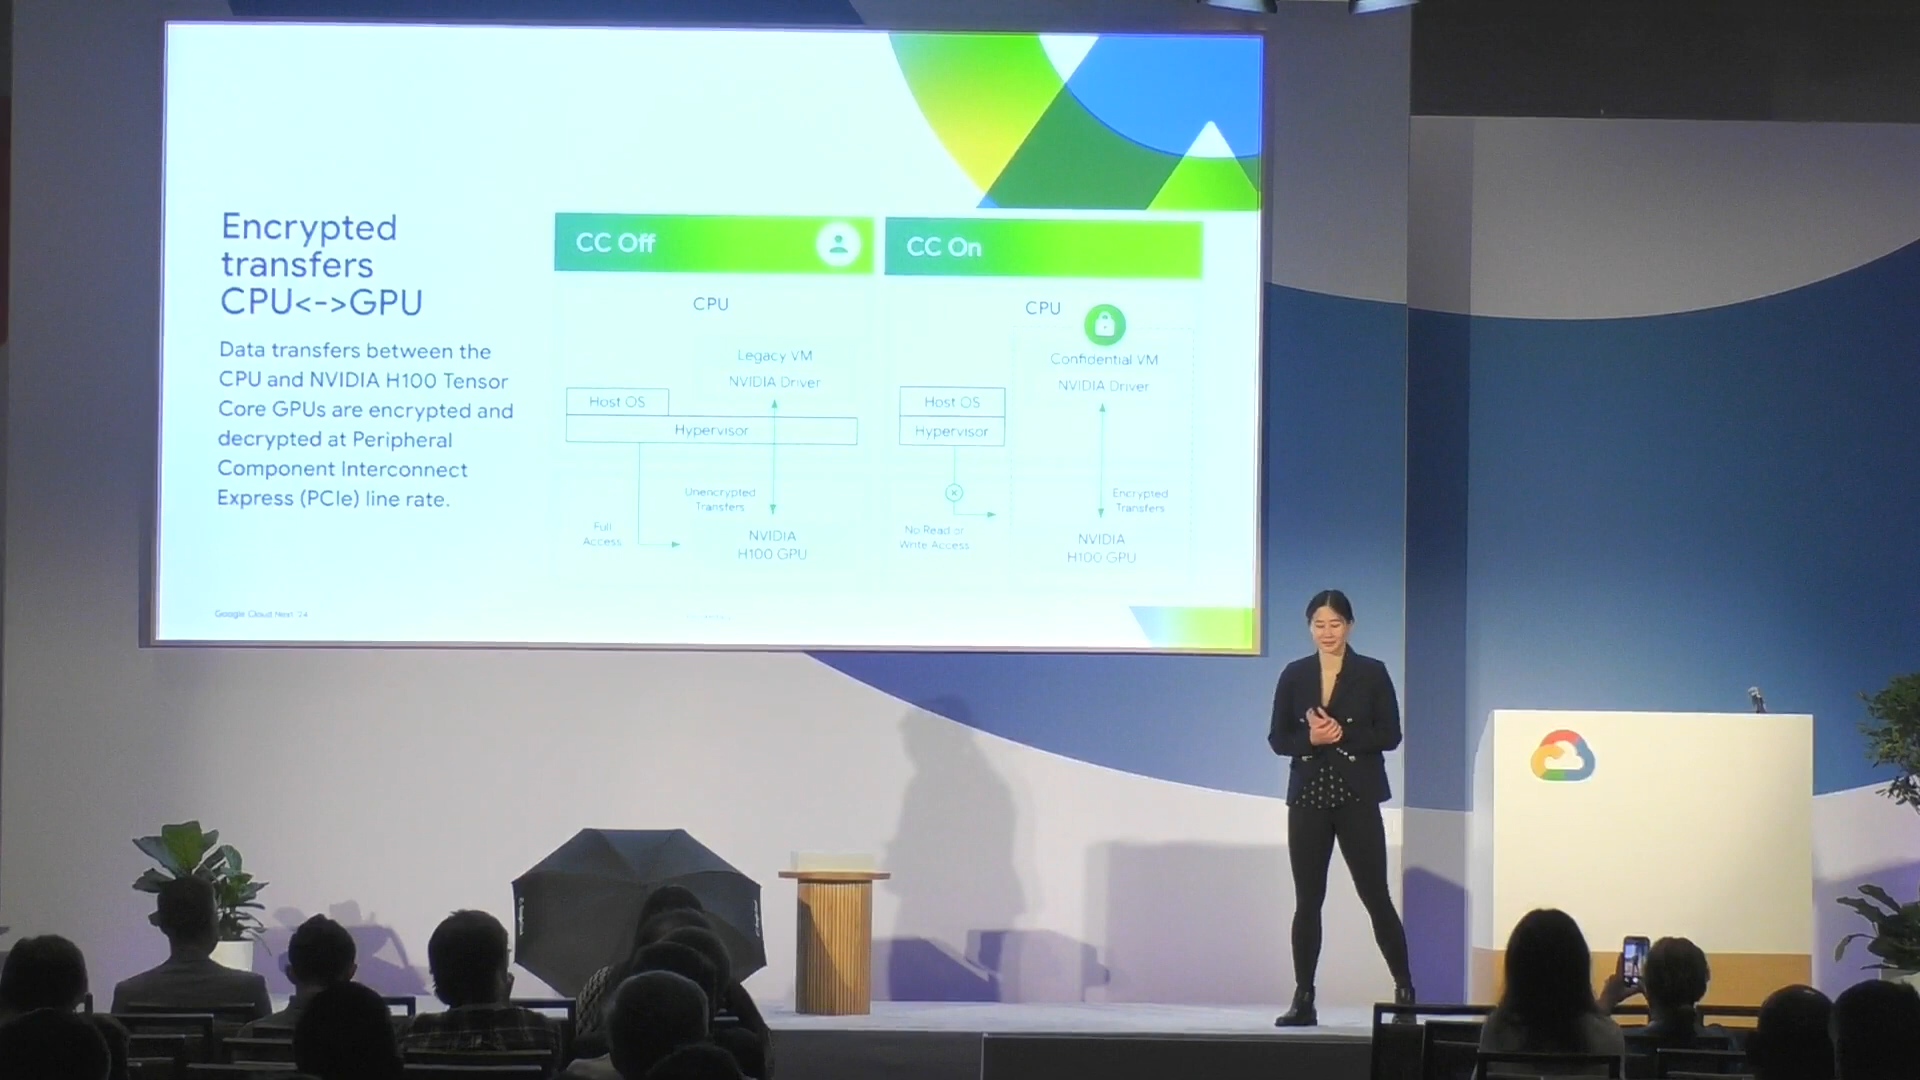 Encrypted
transfers
CPU<->GPU
Data transfers between the
CPU and NVIDIA H100 Tensor
Core GPUs are encrypted and
decrypted at Peripheral
Component Interconnect
Express (PCIe) line rate.
CC Off
CPU
Legacy VM
NVIDIA Driver
Host OS
Hypervisor
Unencrypted
Transfers
Full
Access
NVIDIA
H100 GPU
CC On
CPU
Confidential VM
NVIDIA Driver
Host OS
Hypervisor
Encrypted
Transfers
No Read or
Write Access
NVIDIA
H100 GPU
Google Cloud Next '24